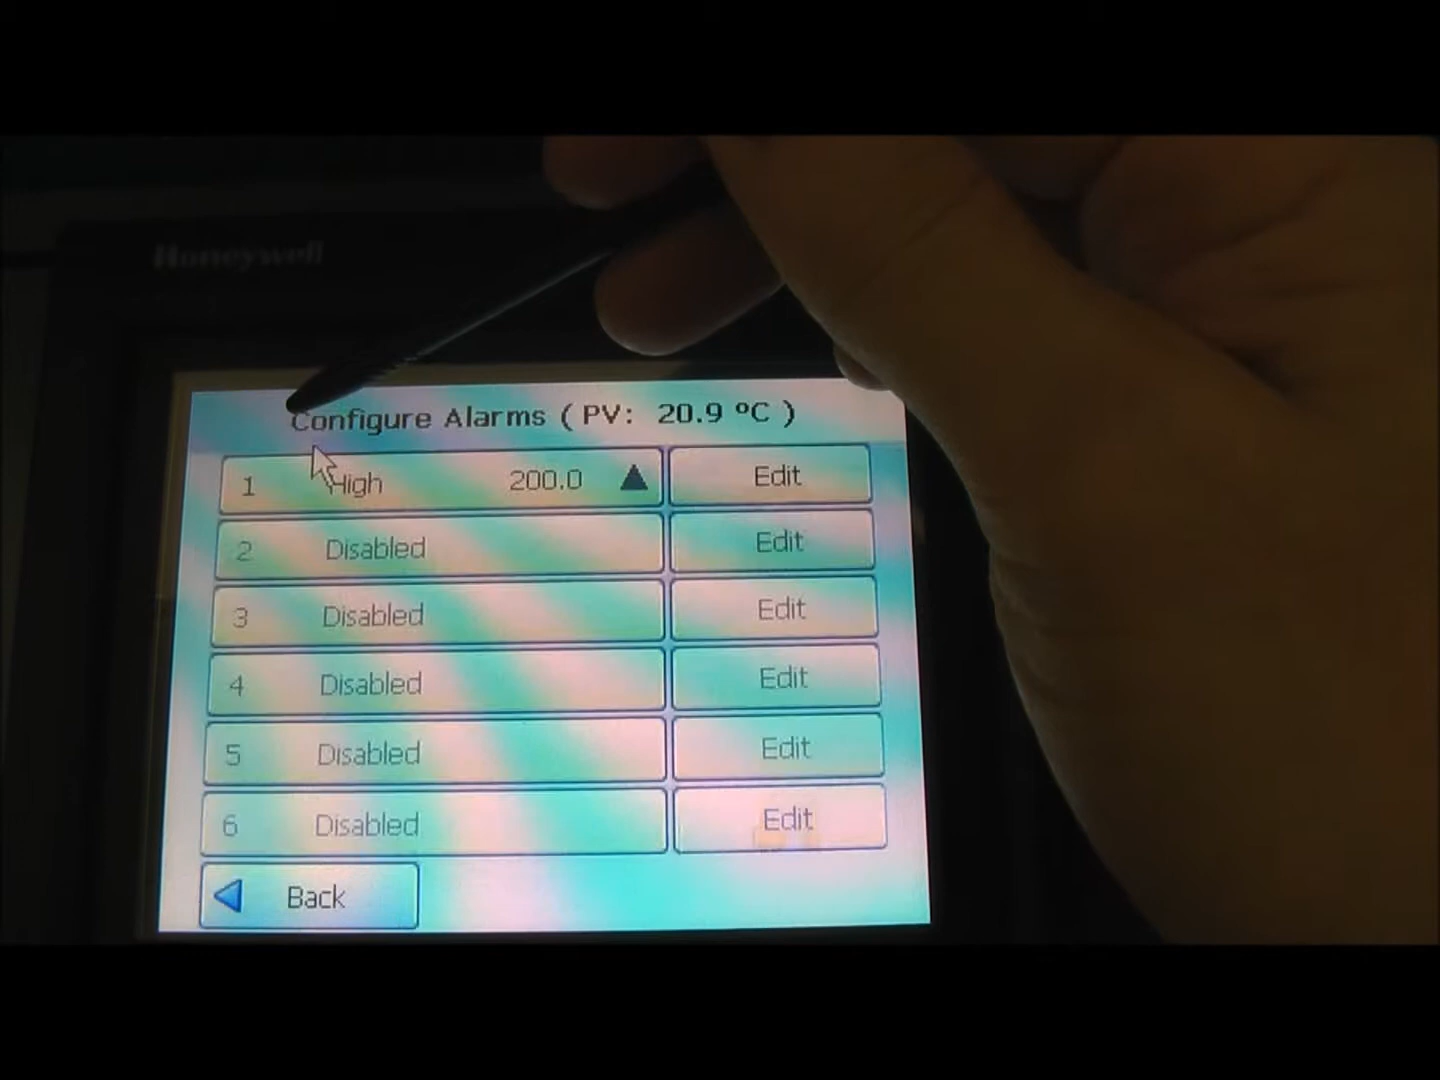 Honeywell
Configure Alarms ( PV: 20.9 ºC )
1 High 200.0 Edit
2 Disabled Edit
3 Disabled Edit
4 Disabled Edit
5 Disabled Edit
6 Disabled Edit
Back